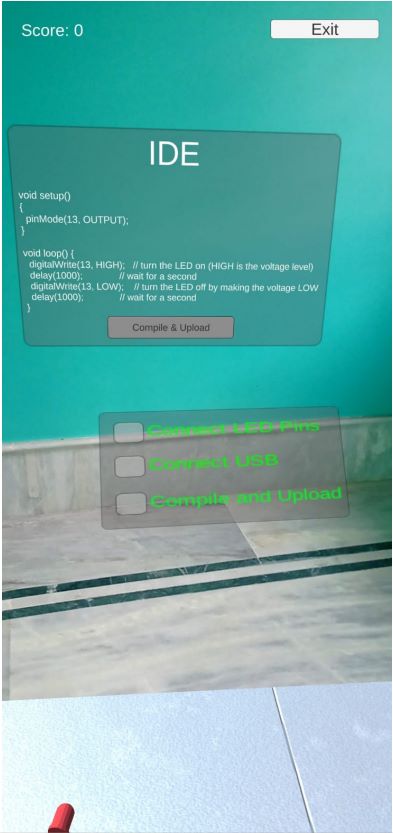 Score: 0
Exit
IDE
void setup()
{
pinMode(13, OUTPUT);
}
void loop() {
digitalWrite(13, HIGH); // turn the LED on (HIGH is the voltage level)
delay(1000); // wait for a second
digitalWrite(13, LOW); // turn the LED off by making the voltage LOW
delay(1000); // wait for a second
}
Compile & Upload
Connect LED Pins
Connect USB
Compile and Upload